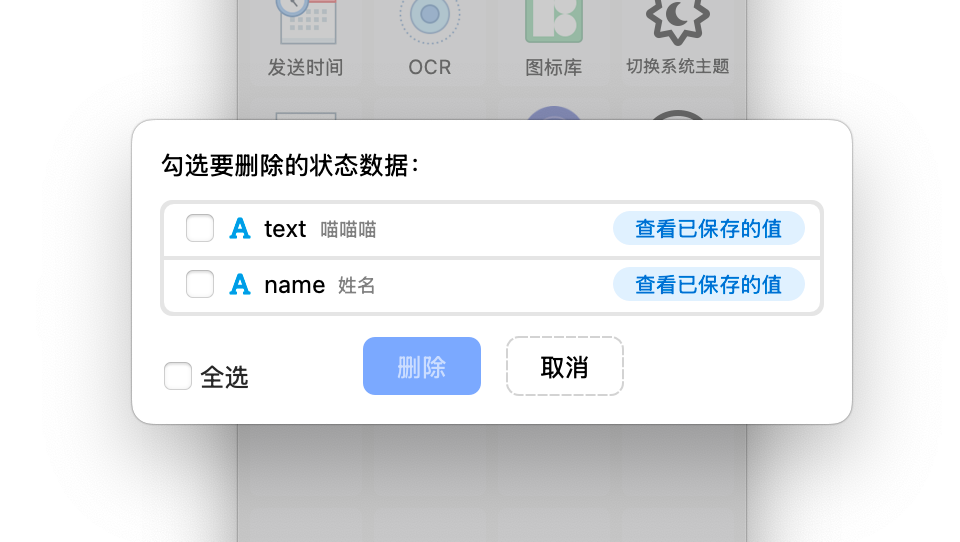 发送时间 OCR 图标库 切换系统主题
勾选要删除的状态数据：
A text 喵喵喵 查看已保存的值
A name 姓名 查看已保存的值
全选 删除 取消